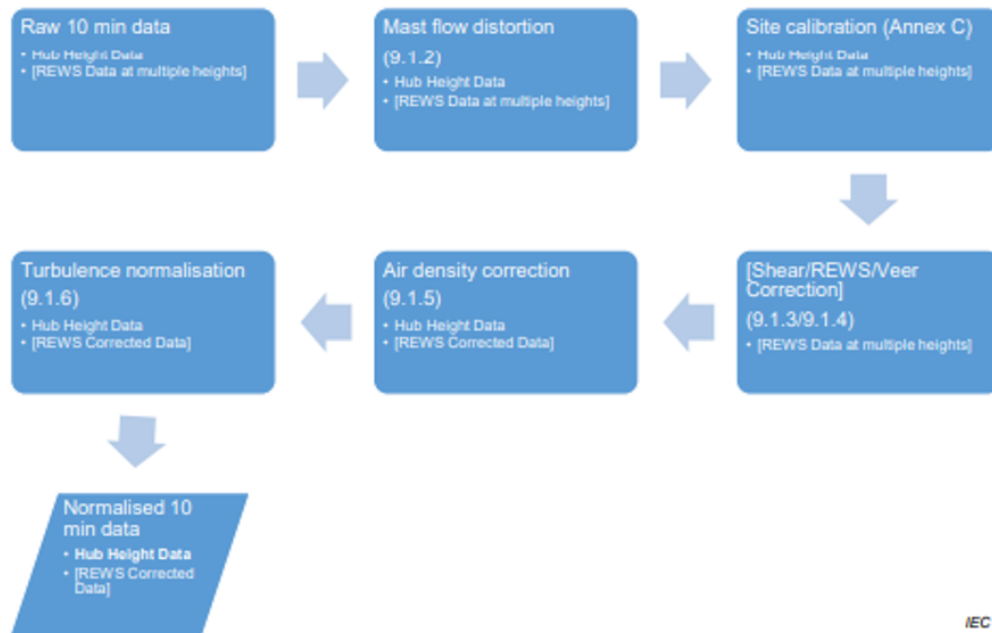 Raw 10 min data
• Hub Height Data
• [REWS Data at multiple heights]
Mast flow distortion
(9.1.2)
• Hub Height Data
• [REWS Data at multiple heights]
Site calibration (Annex C)
• Hub Height Data
• [REWS Data at multiple heights]
[Shear/REWS/Veer
Correction]
(9.1.3/9.1.4)
• [REWS Data at multiple heights]
Air density correction
(9.1.5)
• Hub Height Data
• [REWS Corrected Data]
Turbulence normalisation
(9.1.6)
• Hub Height Data
• [REWS Corrected Data]
Normalised 10
min data
• Hub Height Data
• [REWS Corrected
Data]
IEC